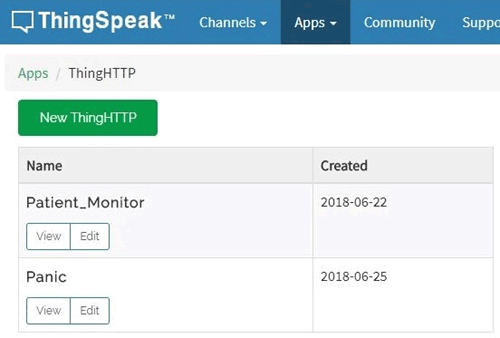 ThingSpeak™ Channels Apps Community
Apps / ThingHTTP
New ThingHTTP
Name Created
Patient_Monitor 2018-06-22
View Edit
Panic 2018-06-25
View Edit